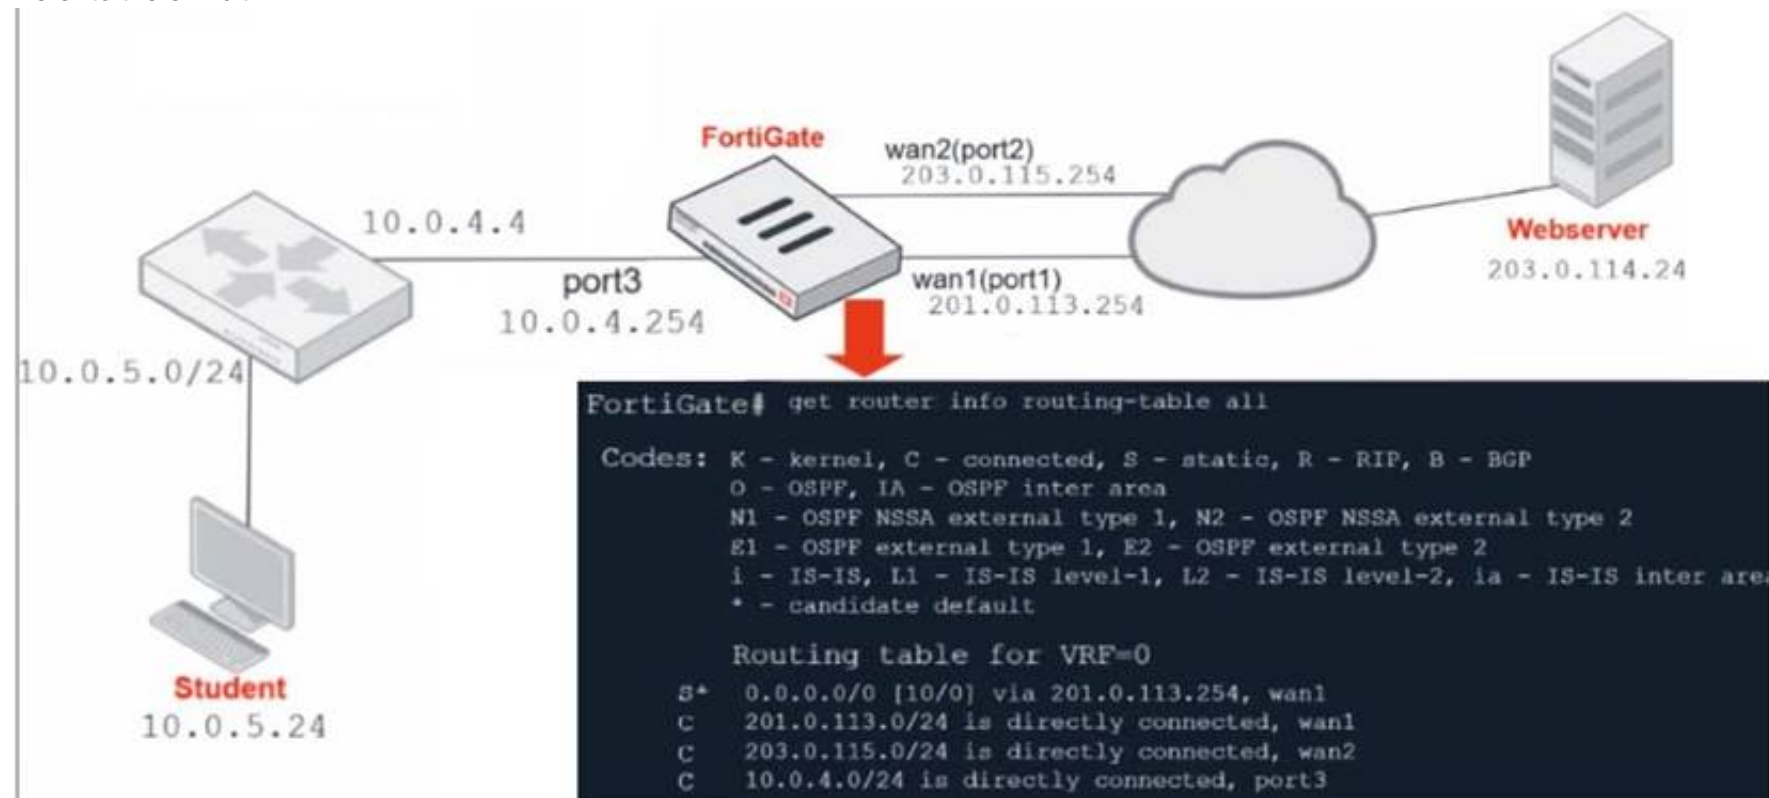 FortiGate
wan2(port2)
203.0.115.254
10.0.4.4
Webserver
203.0.114.24
port3
10.0.4.254
wan1(port1)
201.0.113.254
10.0.5.0/24
Student
10.0.5.24
FortiGate# get router info routing-table all
Codes: K - kernel, C - connected, S - static, R - RIP, B - BGP
O - OSPF, IA - OSPF inter area
N1 - OSPF NSSA external type 1, N2 - OSPF NSSA external type 2
E1 - OSPF external type 1, E2 - OSPF external type 2
i - IS-IS, L1 - IS-IS level-1, L2 - IS-IS level-2, ia - IS-IS inter area
* - candidate default
Routing table for VRF=0
S* 0.0.0.0/0 [10/0] via 201.0.113.254, wan1
C 201.0.113.0/24 is directly connected, wan1
C 203.0.115.0/24 is directly connected, wan2
C 10.0.4.0/24 is directly connected, port3